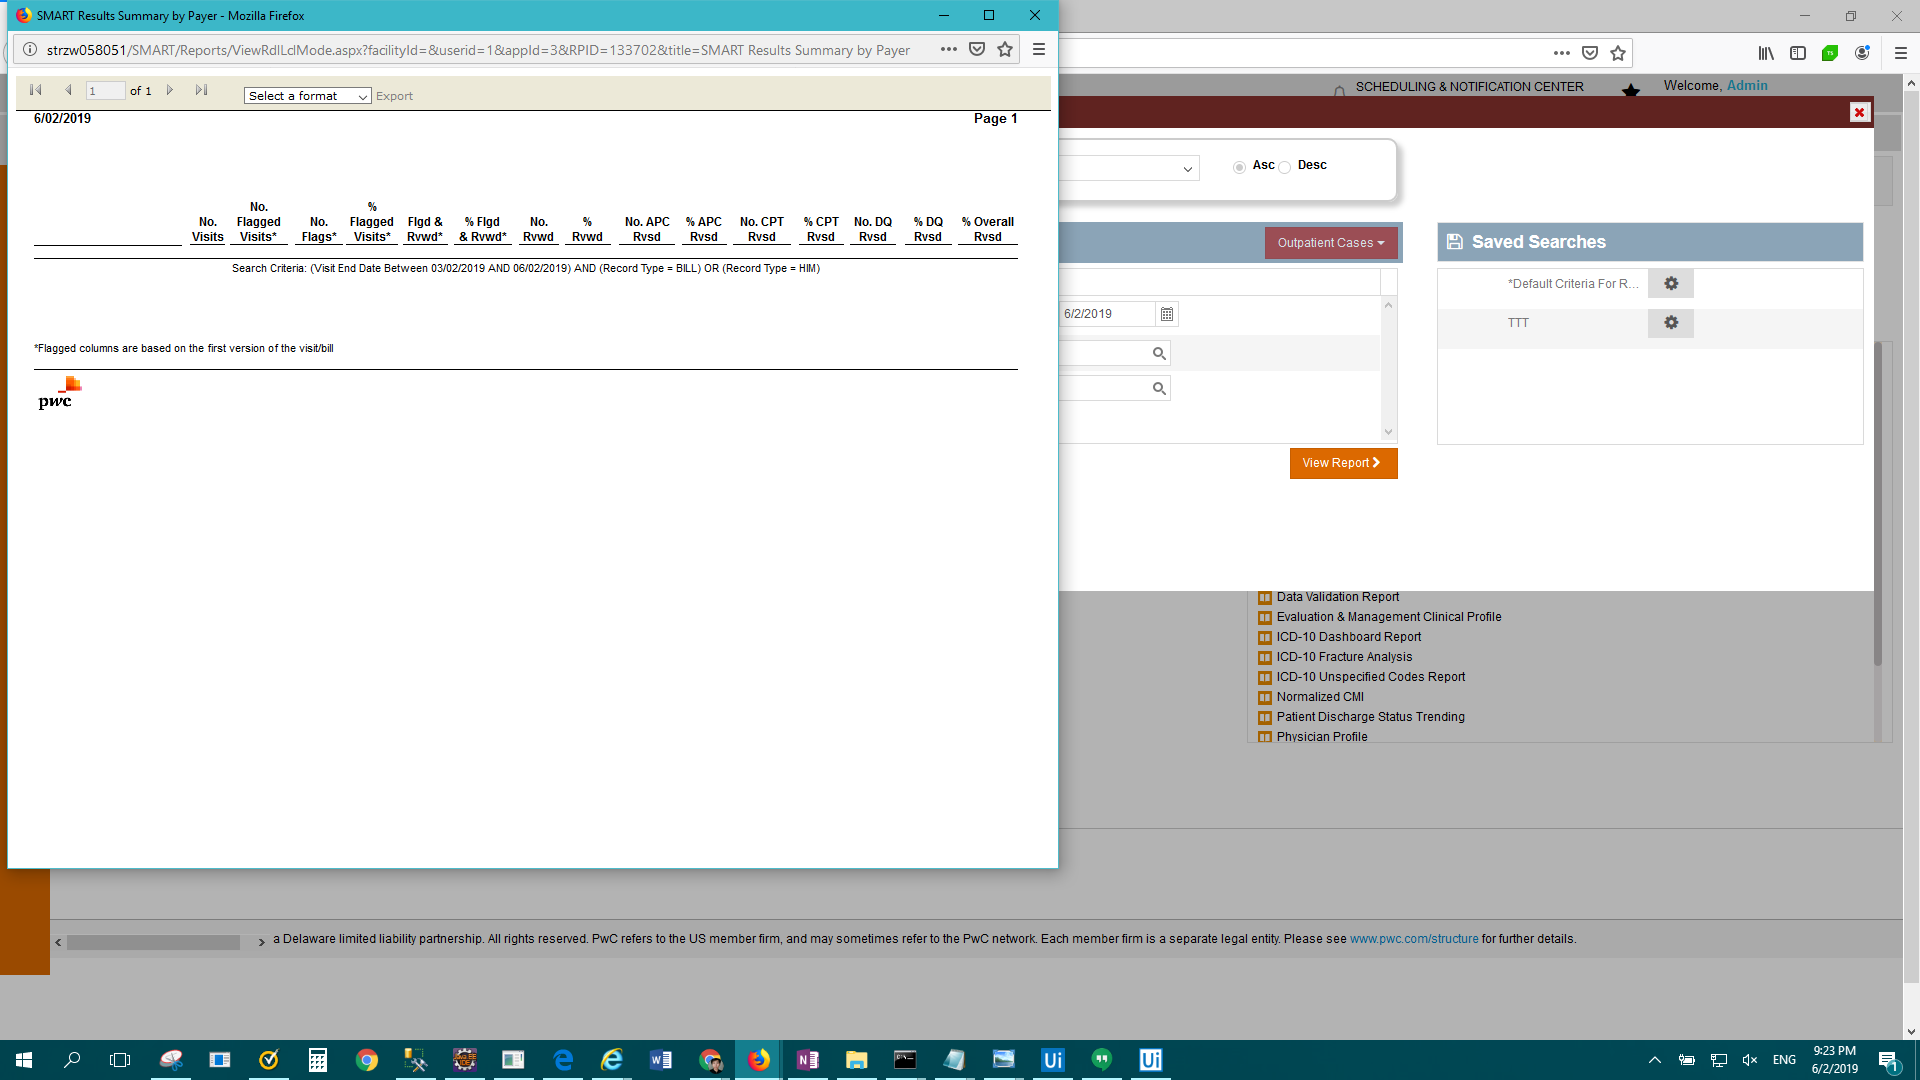 SMART Results Summary by Payer - Mozilla Firefox
strzw058051/SMART/Reports/ViewRdlLclMode.aspx?facilityId=&userid=1&appId=3&RPID=133702&title=SMART Results Summary by Payer
1 of 1 Select a format Export
6/02/2019 Page 1
No. Visits
No. Flagged Visits*
No. Flags*
% Flagged Visits*
Flgd & Rvwd*
% Flgd & Rvwd*
No. Rvwd
% Rvwd
No. APC Rvsd
% APC Rvsd
No. CPT Rvsd
% CPT Rvsd
No. DQ Rvsd
% DQ Rvsd
% Overall Rvsd
Search Criteria: (Visit End Date Between 03/02/2019 AND 06/02/2019) AND (Record Type = BILL) OR (Record Type = HIM)
*Flagged columns are based on the first version of the visit/bill
pwc
SCHEDULING & NOTIFICATION CENTER
Welcome, Admin
Asc Desc
Outpatient Cases
Saved Searches
*Default Criteria For R...
TTT
6/2/2019
View Report
Data Validation Report
Evaluation & Management Clinical Profile
ICD-10 Dashboard Report
ICD-10 Fracture Analysis
ICD-10 Unspecified Codes Report
Normalized CMI
Patient Discharge Status Trending
Physician Profile
a Delaware limited liability partnership. All rights reserved. PwC refers to the US member firm, and may sometimes refer to the PwC network. Each member firm is a separate legal entity. Please see www.pwc.com/structure for further details.
ENG
9:23 PM
6/2/2019
1